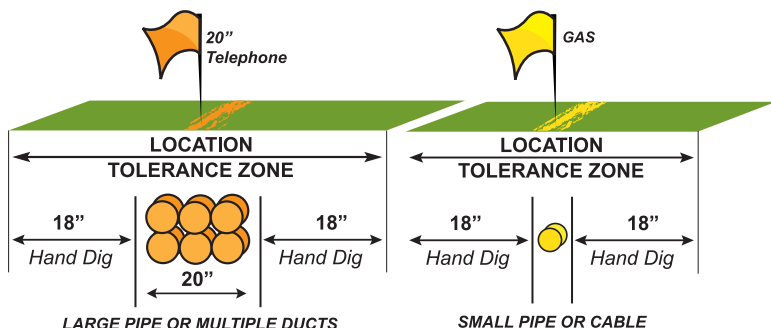 20”
Telephone
LOCATION
TOLERANCE ZONE
18”
Hand Dig
18”
Hand Dig
20”
LARGE PIPE OR MULTIPLE DUCTS
GAS
LOCATION
TOLERANCE ZONE
18”
Hand Dig
18”
Hand Dig
SMALL PIPE OR CABLE